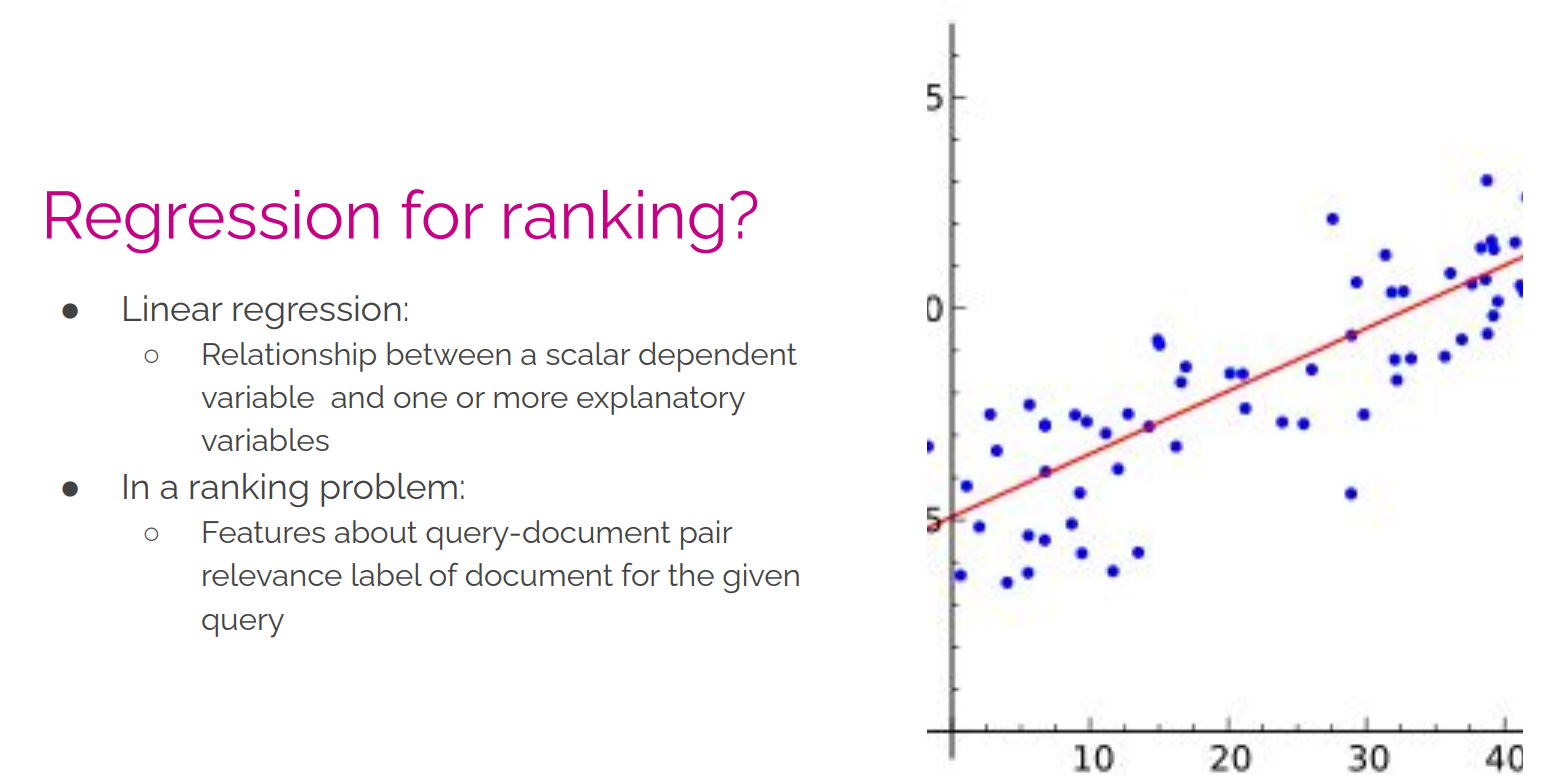 Regression for ranking?
● Linear regression:
○ Relationship between a scalar dependent
variable and one or more explanatory
variables
● In a ranking problem:
○ Features about query-document pair
relevance label of document for the given
query
5
0
5
10 20 30 40